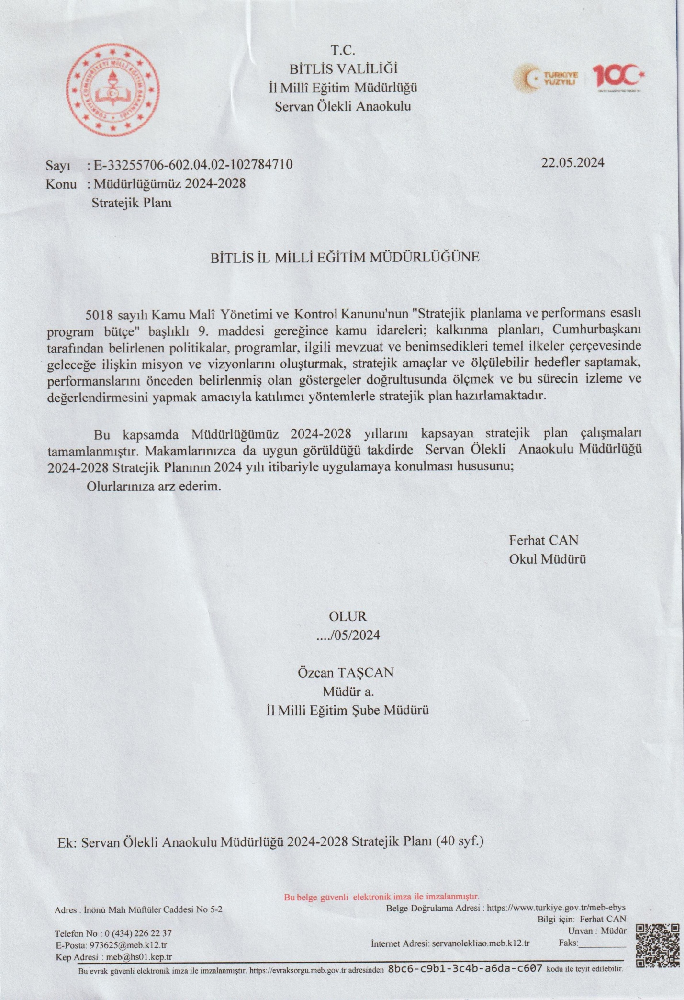 T.C.
BİTLİS VALİLİĞİ
İl Millî Eğitim Müdürlüğü
Servan Ölekli Anaokulu
TÜRKİYE CUMHURİYETİ MİLLİ EĞİTİM BAKANLIĞI
TÜRKİYE
YÜZYILI
100
Sayı : E-33255706-602.04.02-102784710
22.05.2024
Konu : Müdürlüğümüz 2024-2028
Stratejik Planı
BİTLİS İL MİLLİ EĞİTİM MÜDÜRLÜĞÜNE
5018 sayılı Kamu Malî Yönetimi ve Kontrol Kanunu'nun "Stratejik planlama ve performans esaslı
program bütçe" başlıklı 9. maddesi gereğince kamu idareleri; kalkınma planları, Cumhurbaşkanı
tarafından belirlenen politikalar, programlar, ilgili mevzuat ve benimsedikleri temel ilkeler çerçevesinde
geleceğe ilişkin misyon ve vizyonlarını oluşturmak, stratejik amaçlar ve ölçülebilir hedefler saptamak,
performanslarını önceden belirlenmiş olan göstergeler doğrultusunda ölçmek ve bu sürecin izleme ve
değerlendirmesini yapmak amacıyla katılımcı yöntemlerle stratejik plan hazırlamaktadır.
Bu kapsamda Müdürlüğümüz 2024-2028 yıllarını kapsayan stratejik plan çalışmaları
tamamlanmıştır. Makamlarınızca da uygun görüldüğü takdirde Servan Ölekli Anaokulu Müdürlüğü
2024-2028 Stratejik Planının 2024 yılı itibariyle uygulamaya konulması hususunu;
Olurlarınıza arz ederim.
Ferhat CAN
Okul Müdürü
OLUR
..../05/2024
Özcan TAŞCAN
Müdür a.
İl Milli Eğitim Şube Müdürü
Ek: Servan Ölekli Anaokulu Müdürlüğü 2024-2028 Stratejik Planı (40 syf.)
Bu belge güvenli elektronik imza ile imzalanmıştır.
Adres : İnönü Mah Müftüler Caddesi No 5-2
Belge Doğrulama Adresi : https://www.turkiye.gov.tr/meb-ebys
Bilgi için: Ferhat CAN
Telefon No : 0 (434) 226 22 37
Unvan : Müdür
E-Posta: 973625@meb.k12.tr
İnternet Adresi: servanolekliao.meb.k12.tr
Faks:__________
Kep Adresi : meb@hs01.kep.tr
Bu evrak güvenli elektronik imza ile imzalanmıştır. https://evraksorgu.meb.gov.tr adresinden 8bc6-c9b1-3c4b-a6da-c607 kodu ile teyit edilebilir.